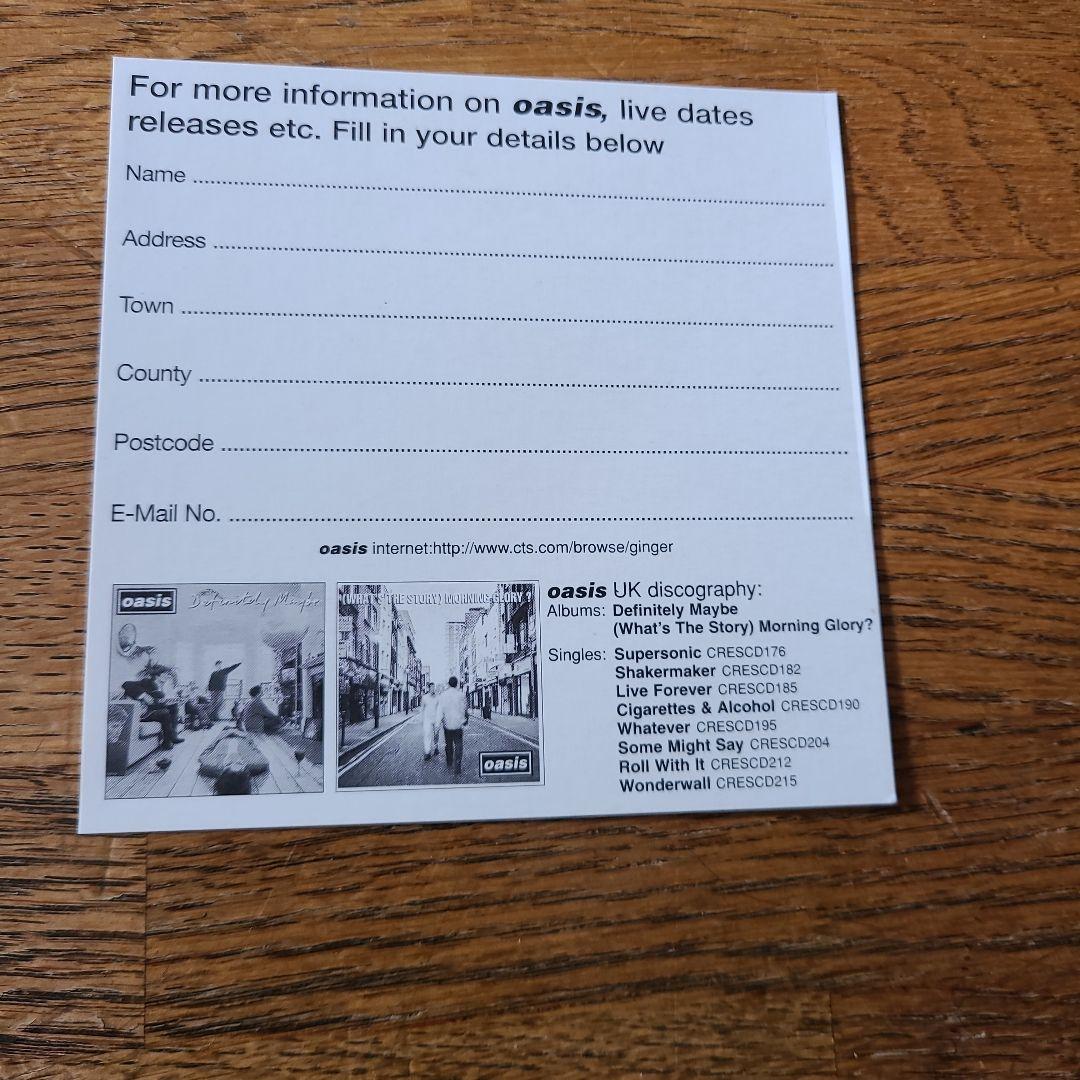 For more information on oasis, live dates
releases etc. Fill in your details below
Name
Address
Town
County
Postcode
E-Mail No.
oasis internet:http://www.cts.com/browse/ginger
oasis Definitely Maybe
(WHAT'S THE STORY) MORNING GLORY?
oasis
oasis UK discography:
Albums: Definitely Maybe
(What's The Story) Morning Glory?
Singles: Supersonic CRESCD176
Shakermaker CRESCD182
Live Forever CRESCD185
Cigarettes & Alcohol CRESCD190
Whatever CRESCD195
Some Might Say CRESCD204
Roll With It CRESCD212
Wonderwall CRESCD215